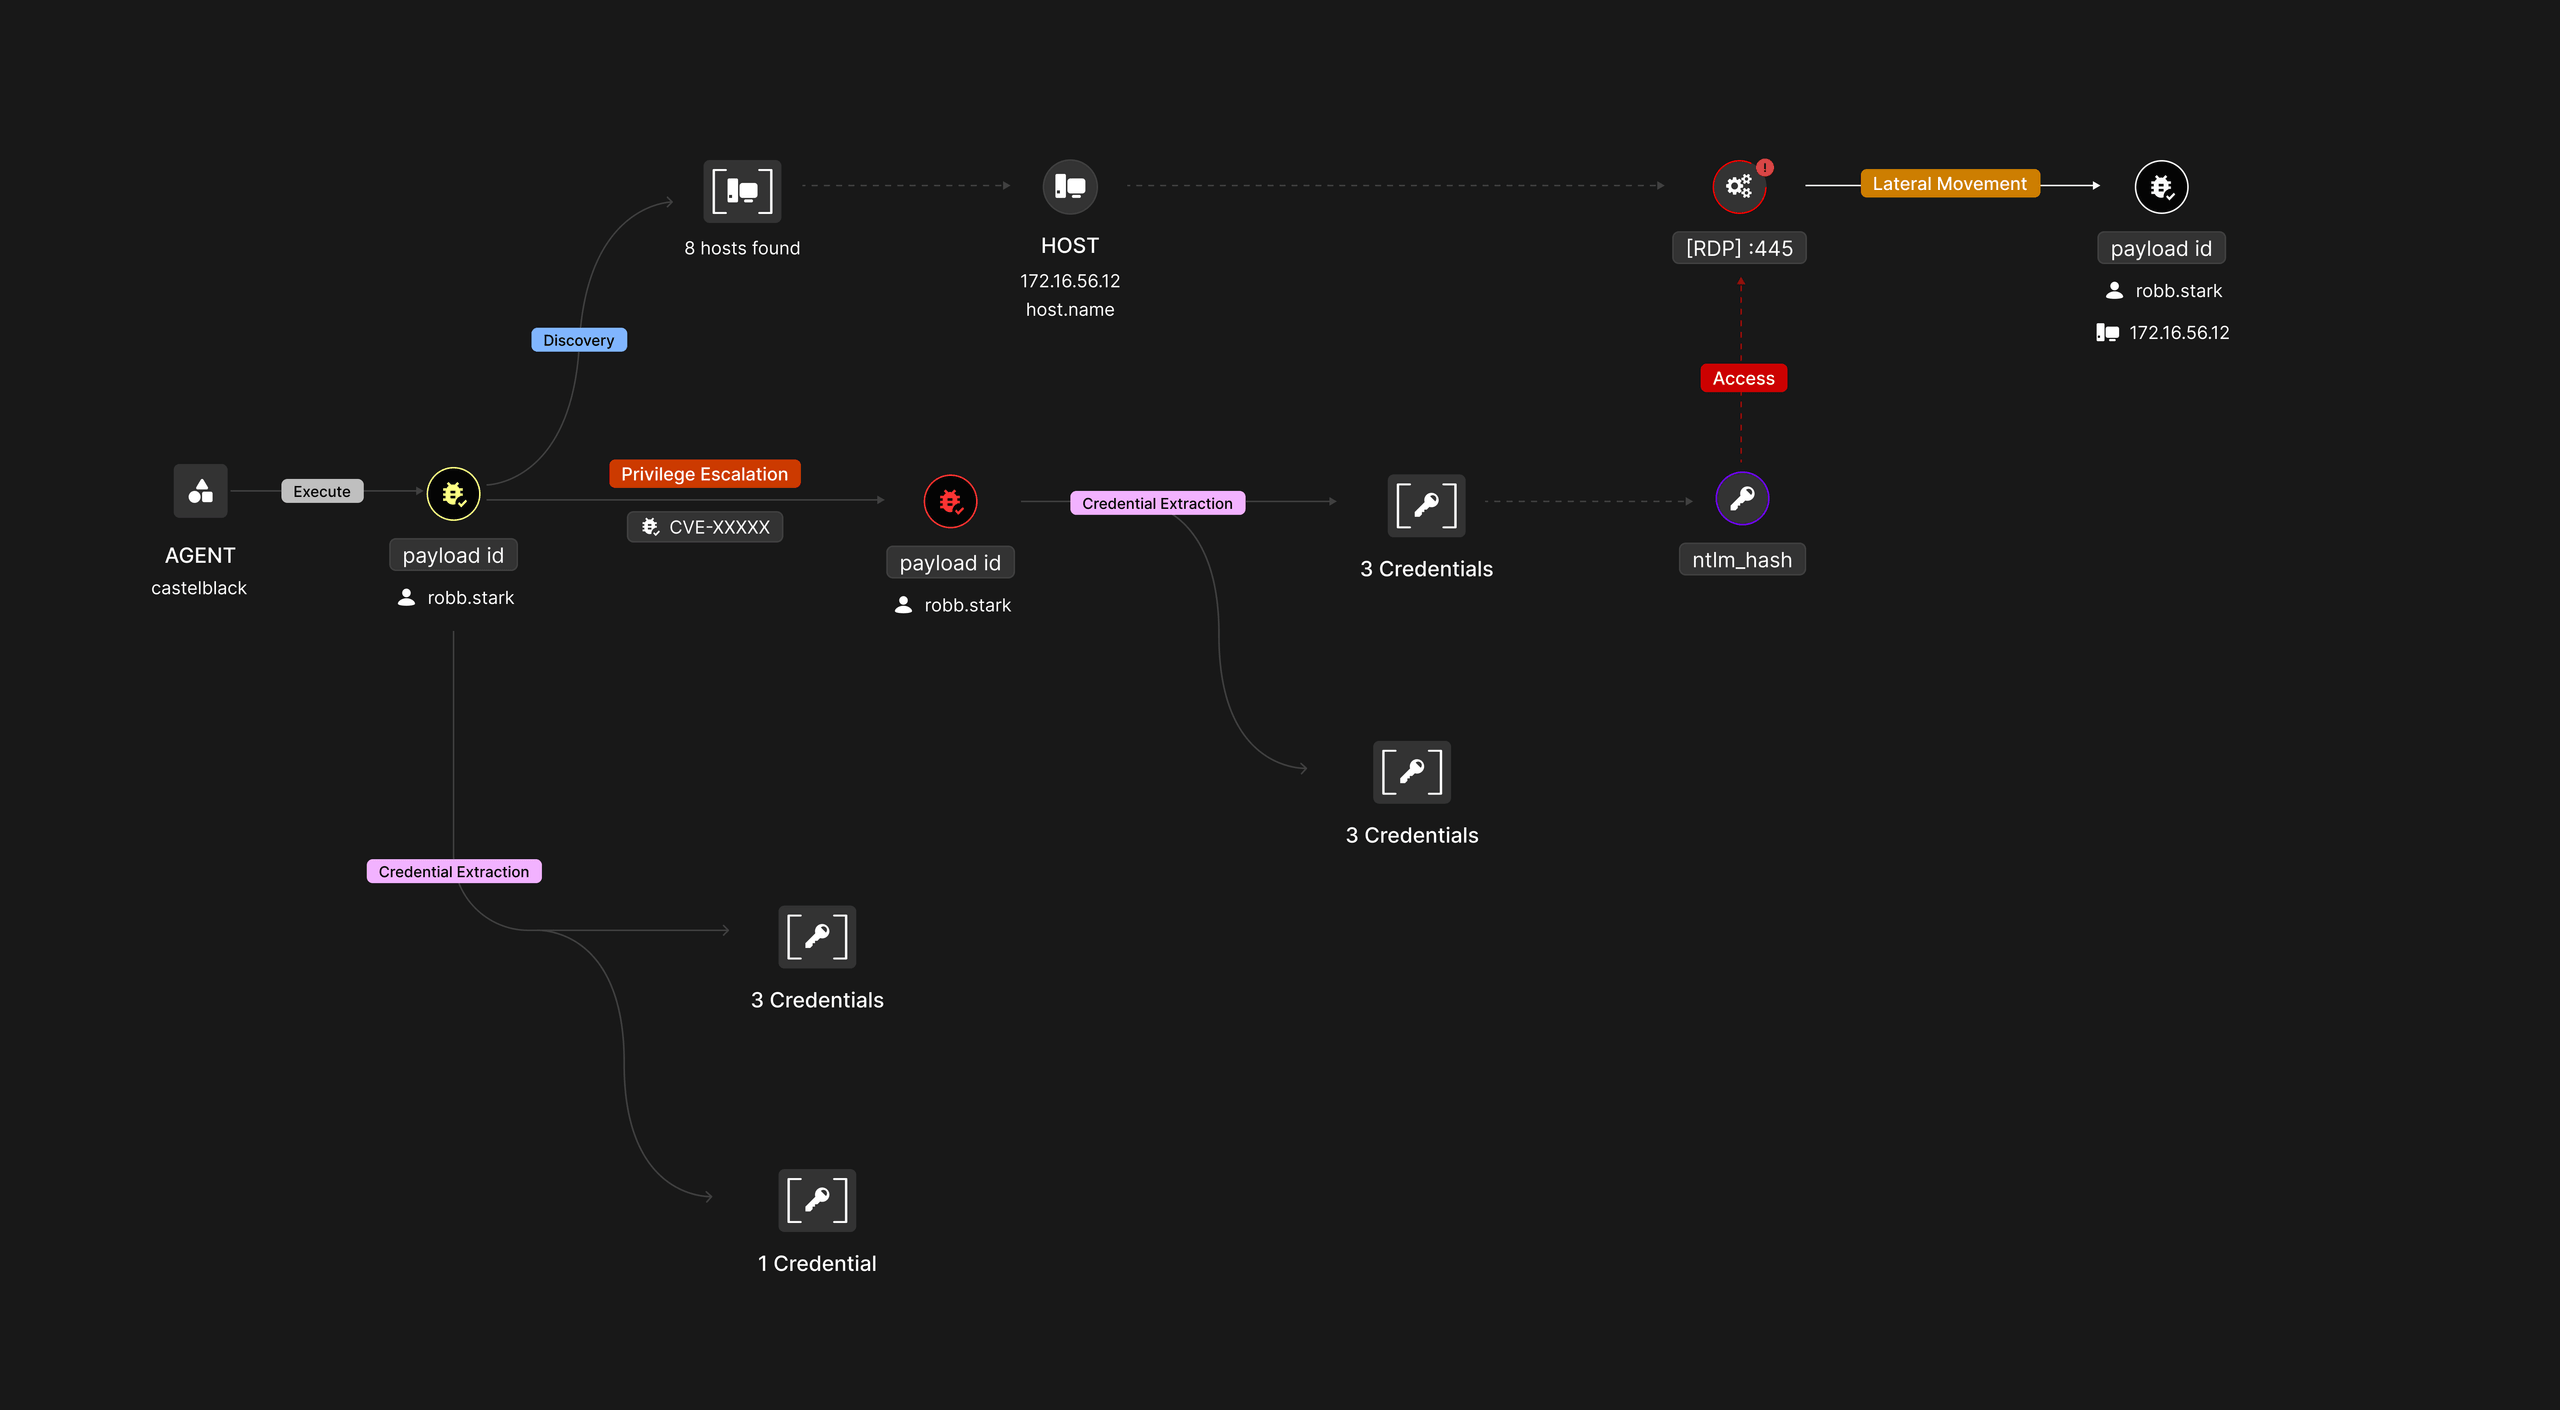 8 hosts found
HOST
172.16.56.12
host.name
[RDP] :445
!
Lateral Movement
payload id
robb.stark
172.16.56.12
Discovery
Access
AGENT
castelblack
Execute
payload id
robb.stark
Privilege Escalation
CVE-XXXXX
payload id
robb.stark
Credential Extraction
3 Credentials
ntlm_hash
3 Credentials
Credential Extraction
3 Credentials
1 Credential